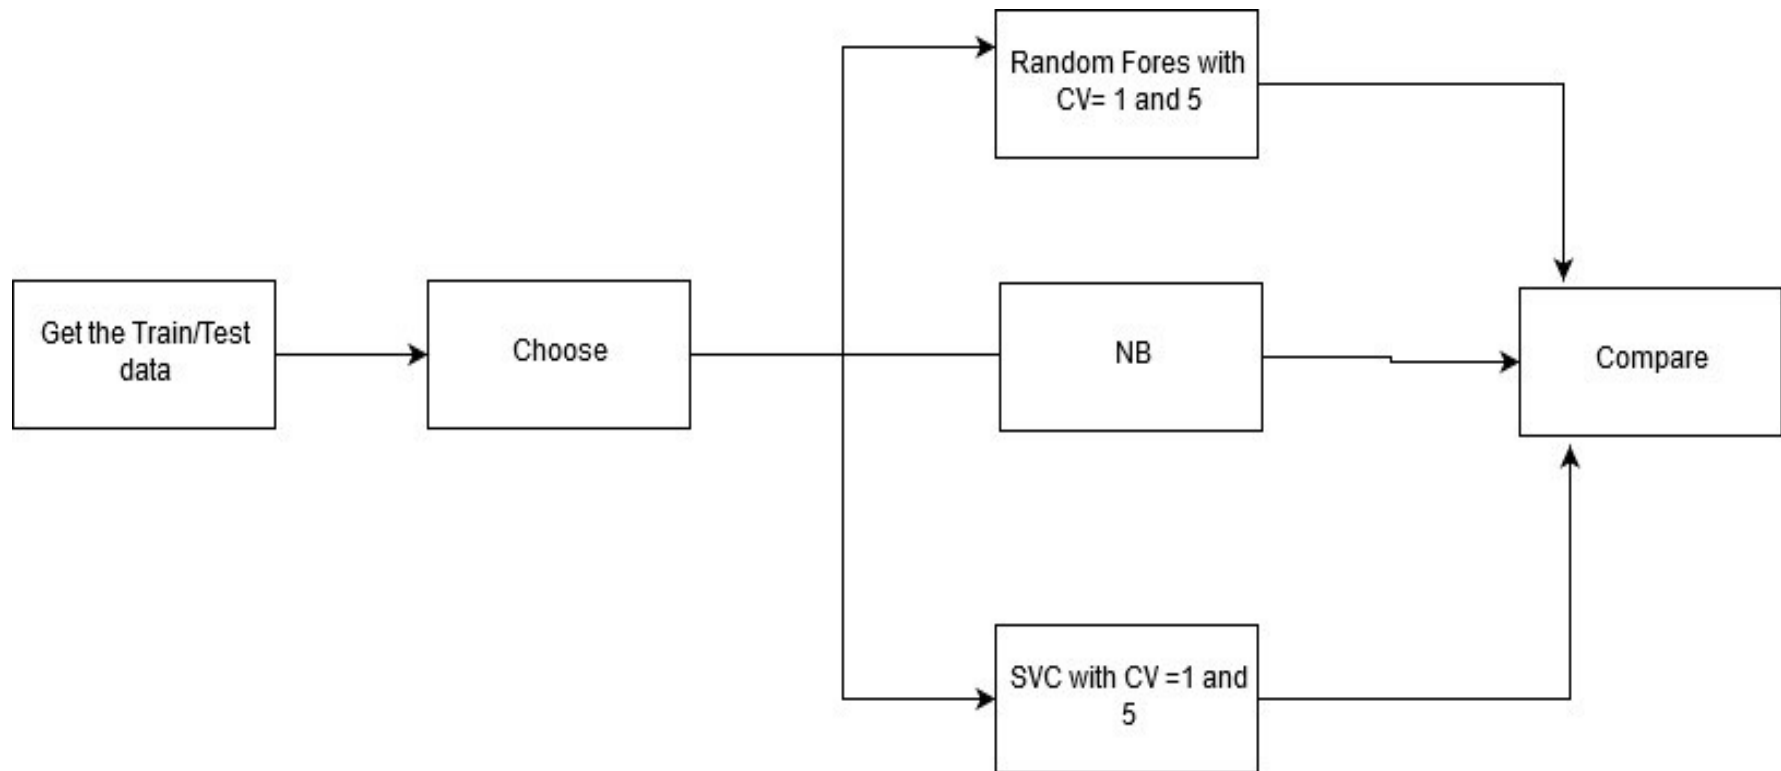 Random Fores with
CV= 1 and 5
Get the Train/Test
data
Choose
NB
Compare
SVC with CV =1 and
5